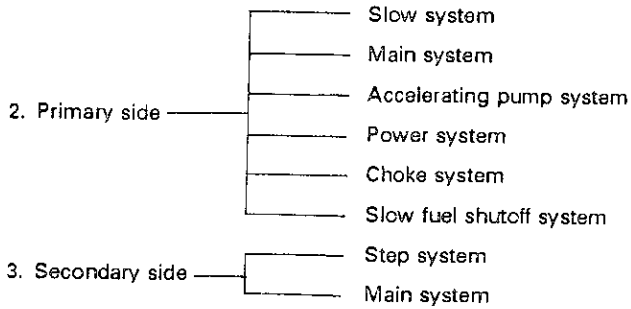 Slow system
Main system
Accelerating pump system
2. Primary side
Power system
Choke system
Slow fuel shutoff system
3. Secondary side
Step system
Main system